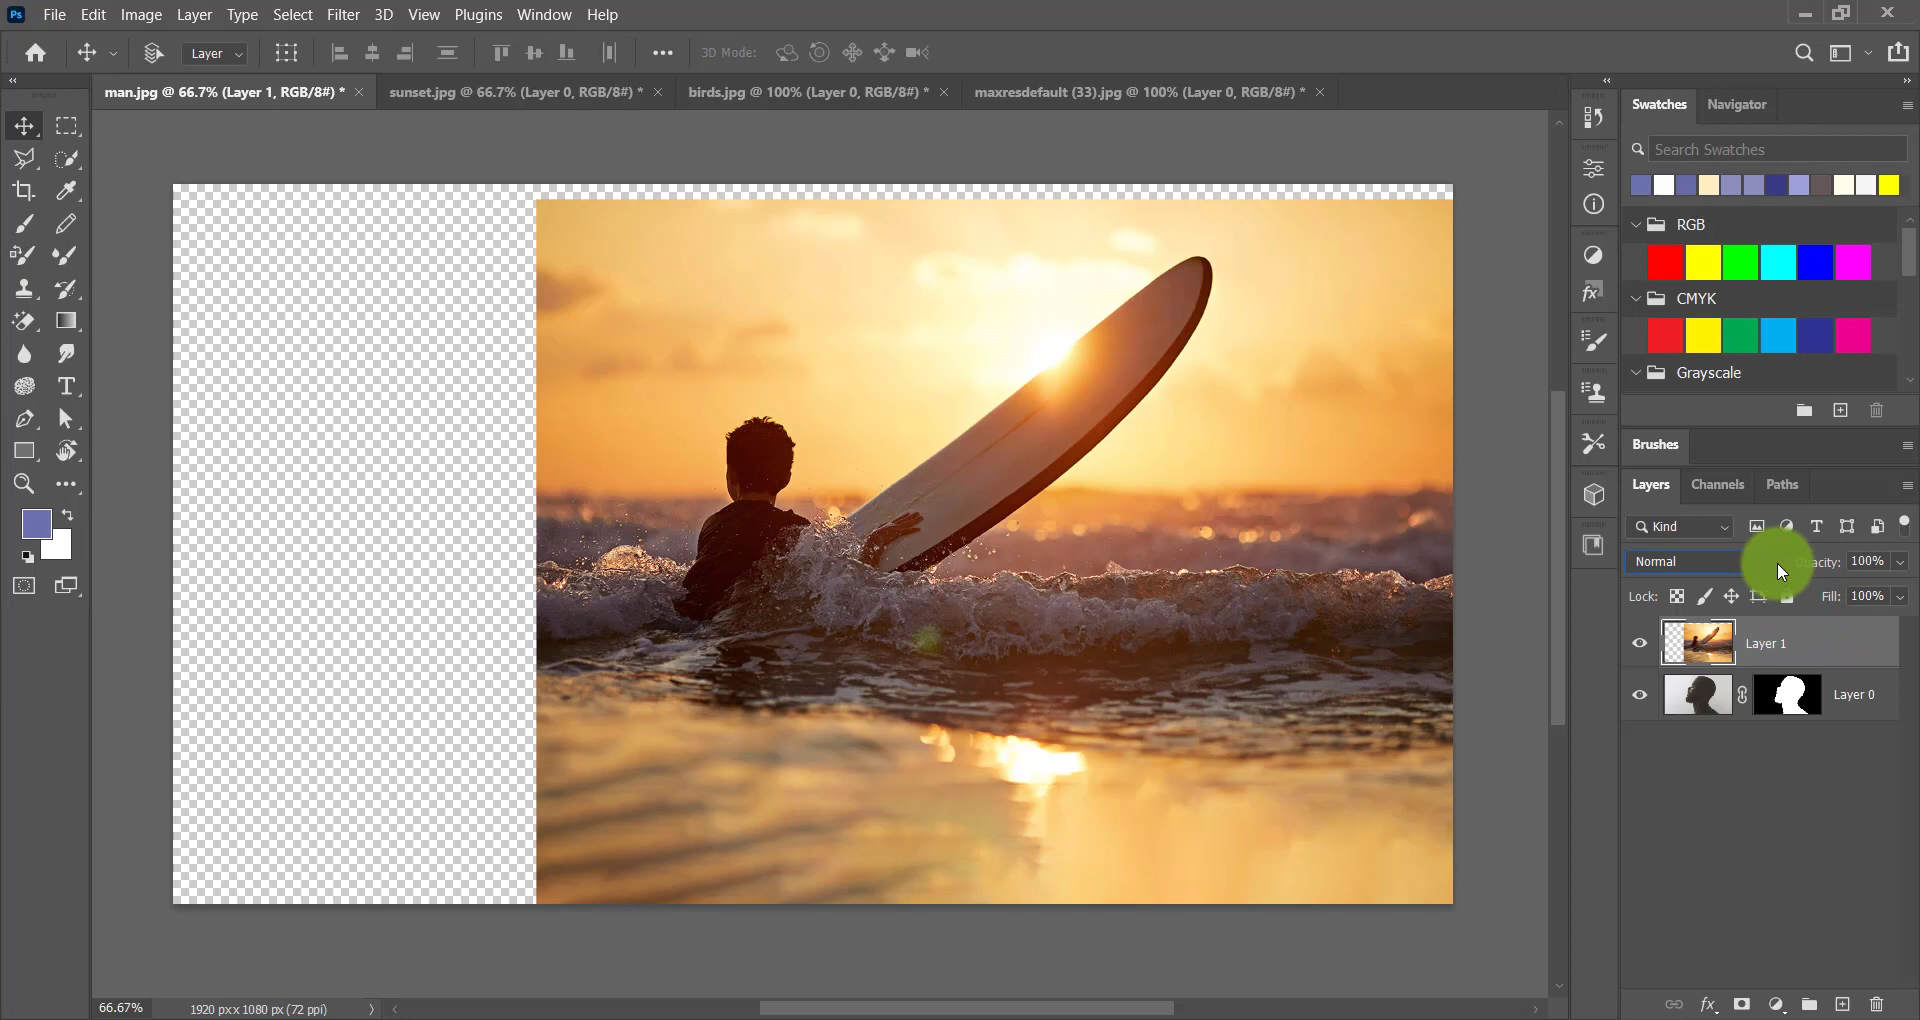 Ps File Edit Image Layer Type Select Filter 3D View Plugins Window Help
Layer 3D Mode:
man.jpg @ 66.7% (Layer 1, RGB/8#) * sunset.jpg @ 66.7% (Layer 0, RGB/8#) * birds.jpg @ 100% (Layer 0, RGB/8#) * maxresdefault (33).jpg @ 100% (Layer 0, RGB/8#) *
Swatches Navigator
Search Swatches
RGB
CMYK
Grayscale
Brushes
Layers Channels Paths
Kind
Normal Opacity: 100%
Lock: Fill: 100%
Layer 1
Layer 0
66.67% 1920 px x 1080 px (72 ppi)